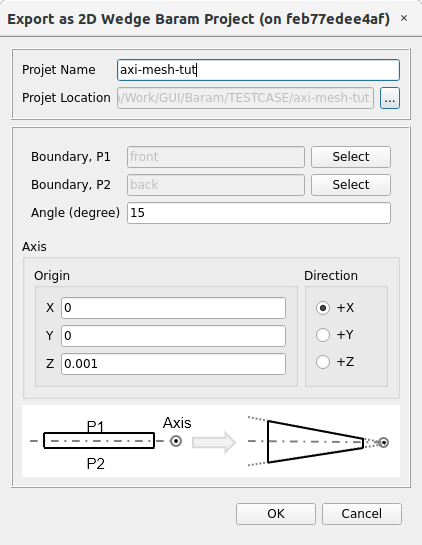 Export as 2D Wedge Baram Project (on feb77edee4af) ×
Projet Name axi-mesh-tut
Projet Location /Work/GUI/Baram/TESTCASE/axi-mesh-tut ...
Boundary, P1 front Select
Boundary, P2 back Select
Angle (degree) 15
Axis
Origin Direction
X 0 +X
Y 0 +Y
Z 0.001 +Z
P1 Axis
P2
OK Cancel